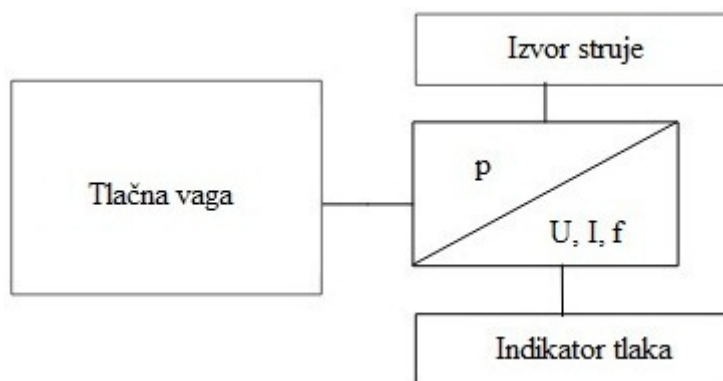 Izvor struje
Tlačna vaga
p
U, I, f
Indikator tlaka